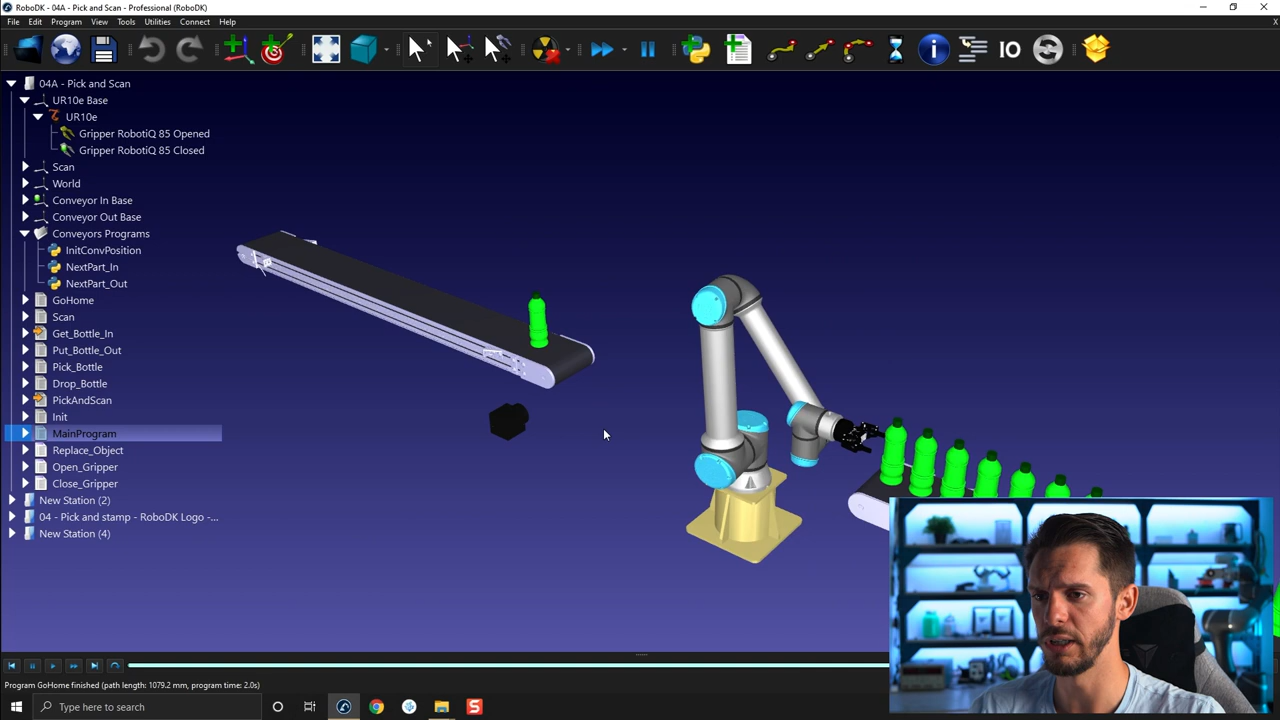 RoboDK - 04A - Pick and Scan - Professional (RoboDK)
File Edit Program View Tools Utilities Connect Help
IO
04A - Pick and Scan
UR10e Base
UR10e
Gripper RobotiQ 85 Opened
Gripper RobotiQ 85 Closed
Scan
World
Conveyor In Base
Conveyor Out Base
Conveyors Programs
InitConvPosition
NextPart_In
NextPart_Out
GoHome
Scan
Get_Bottle_In
Put_Bottle_Out
Pick_Bottle
Drop_Bottle
PickAndScan
Init
MainProgram
Replace_Object
Open_Gripper
Close_Gripper
New Station (2)
04 - Pick and stamp - RoboDK Logo -...
New Station (4)
Program GoHome finished (path length: 1079.2 mm, program time: 2.0s)
Type here to search